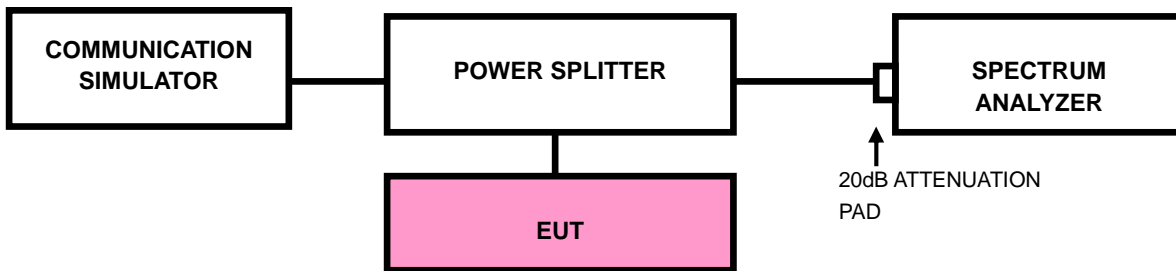 COMMUNICATION
SIMULATOR
POWER SPLITTER
SPECTRUM
ANALYZER
20dB ATTENUATION
PAD
EUT